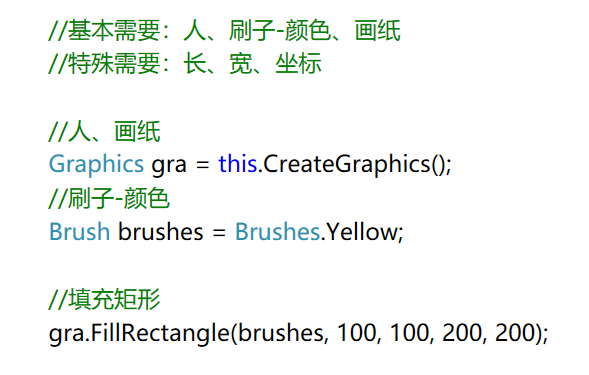 //基本需要：人、刷子-颜色、画纸
//特殊需要：长、宽、坐标
//人、画纸
Graphics gra = this.CreateGraphics();
//刷子-颜色
Brush brushes = Brushes.Yellow;
//填充矩形
gra.FillRectangle(brushes, 100, 100, 200, 200);